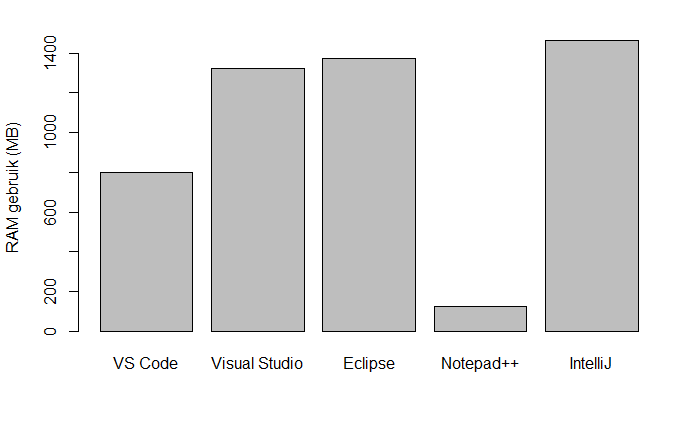 RAM gebruik (MB)
1400
1000
600
200
0
VS Code Visual Studio Eclipse Notepad++ IntelliJ